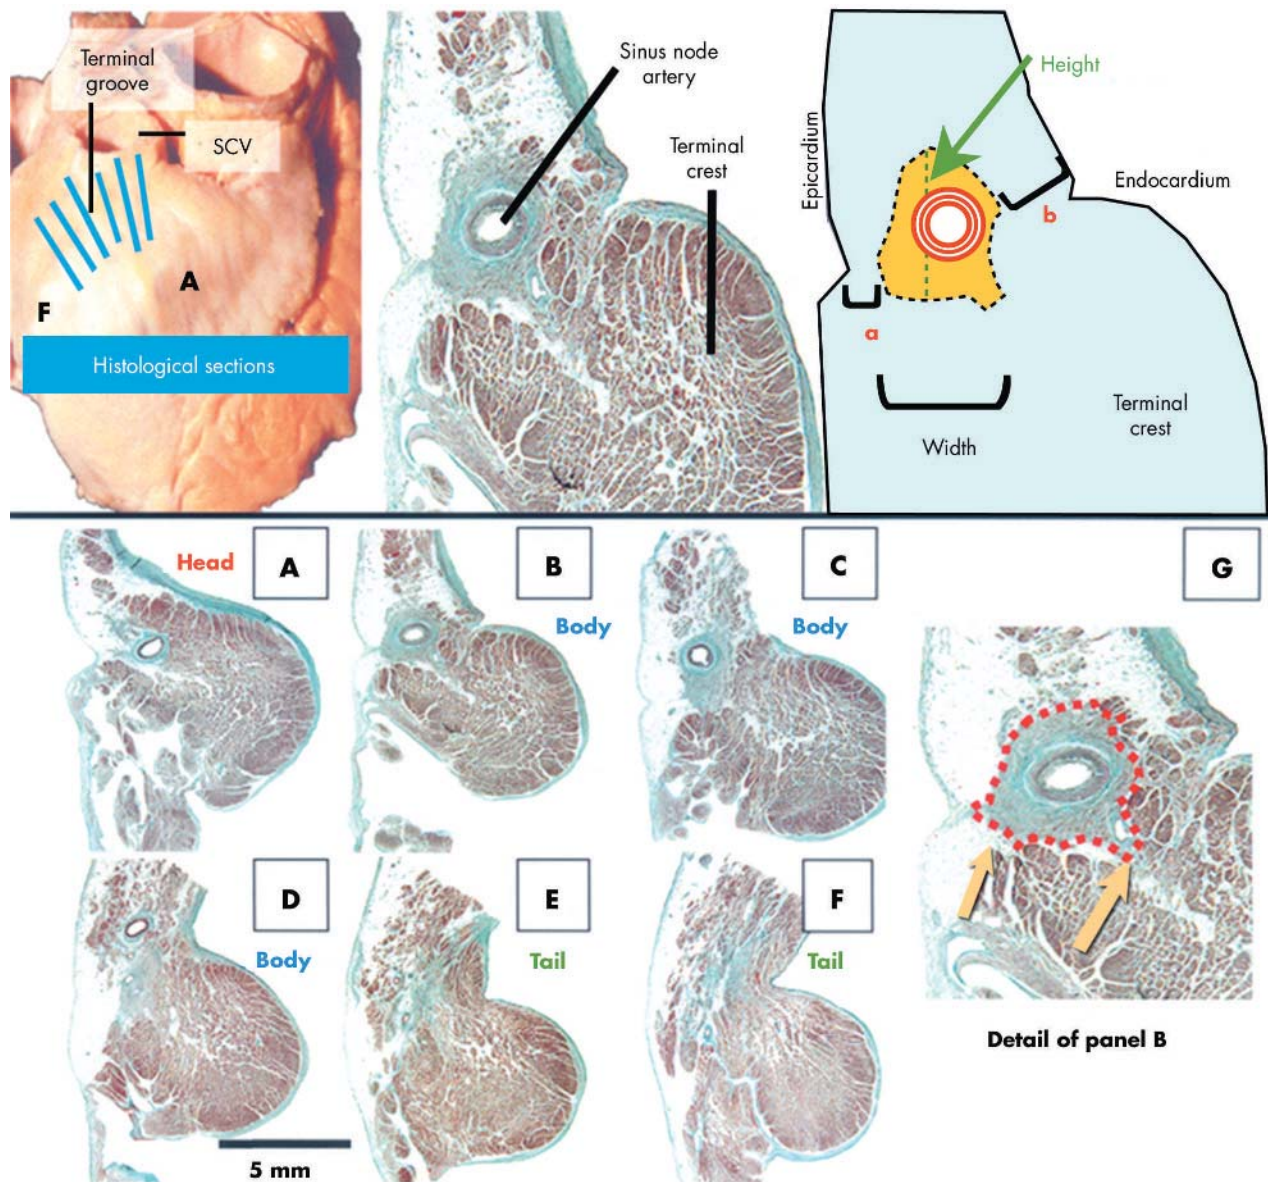 Terminal
groove
SCV
A
F
Histological sections
Sinus node
artery
Terminal
crest
Height
Epicardium
Endocardium
b
a
Width
Terminal
crest
Head
A
B
Body
C
Body
G
D
Body
E
Tail
F
Tail
5 mm
Detail of panel B